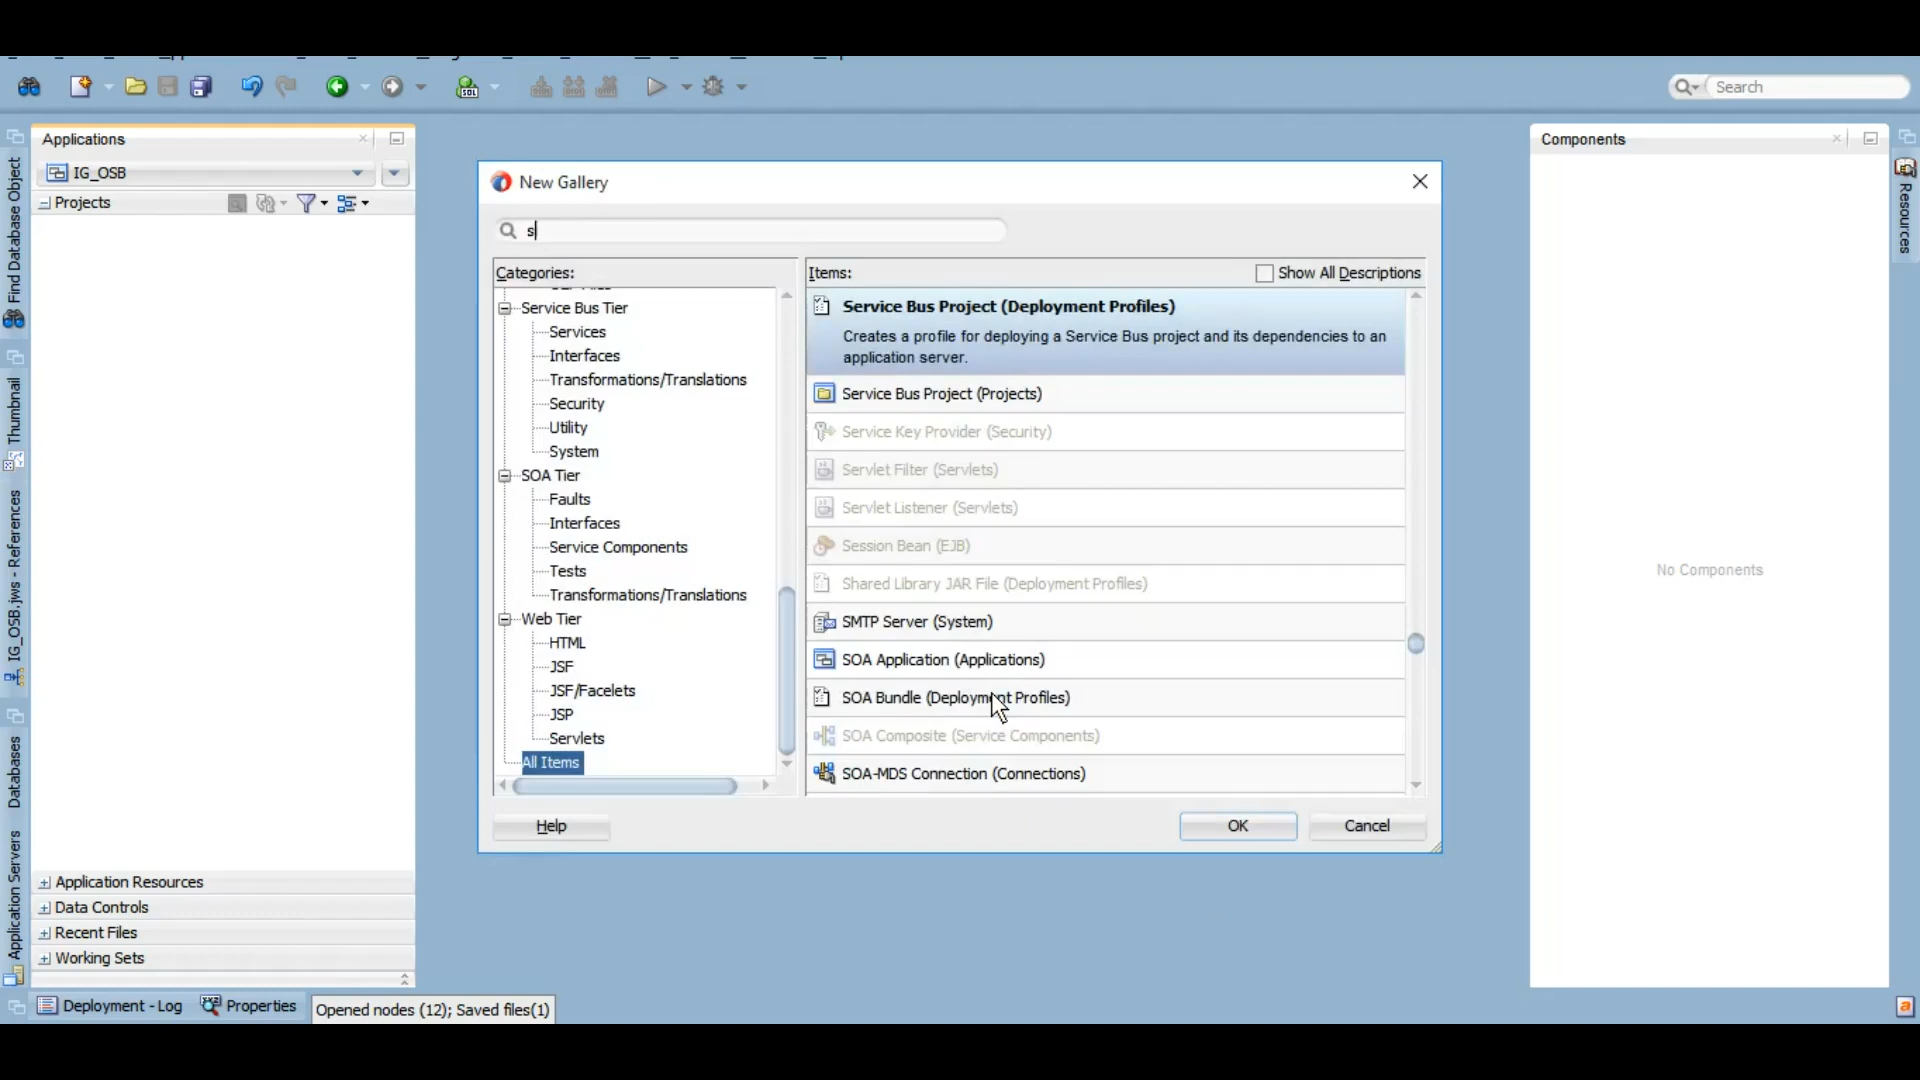 Search
Applications
IG_OSB
Projects
Find Database Object
Thumbnail
IG_OSB.jws - References
Databases
Application Servers
Application Resources
Data Controls
Recent Files
Working Sets
Deployment - Log
Properties
Opened nodes (12); Saved files(1)
New Gallery
s
Categories:
Service Bus Tier
Services
Interfaces
Transformations/Translations
Security
Utility
System
SOA Tier
Faults
Interfaces
Service Components
Tests
Transformations/Translations
Web Tier
HTML
JSF
JSF/Facelets
JSP
Servlets
All Items
Items:
Show All Descriptions
Service Bus Project (Deployment Profiles)
Creates a profile for deploying a Service Bus project and its dependencies to an
application server.
Service Bus Project (Projects)
Service Key Provider (Security)
Servlet Filter (Servlets)
Servlet Listener (Servlets)
Session Bean (EJB)
Shared Library JAR File (Deployment Profiles)
SMTP Server (System)
SOA Application (Applications)
SOA Bundle (Deployment Profiles)
SOA Composite (Service Components)
SOA-MDS Connection (Connections)
Help
OK
Cancel
Components
No Components
Resources